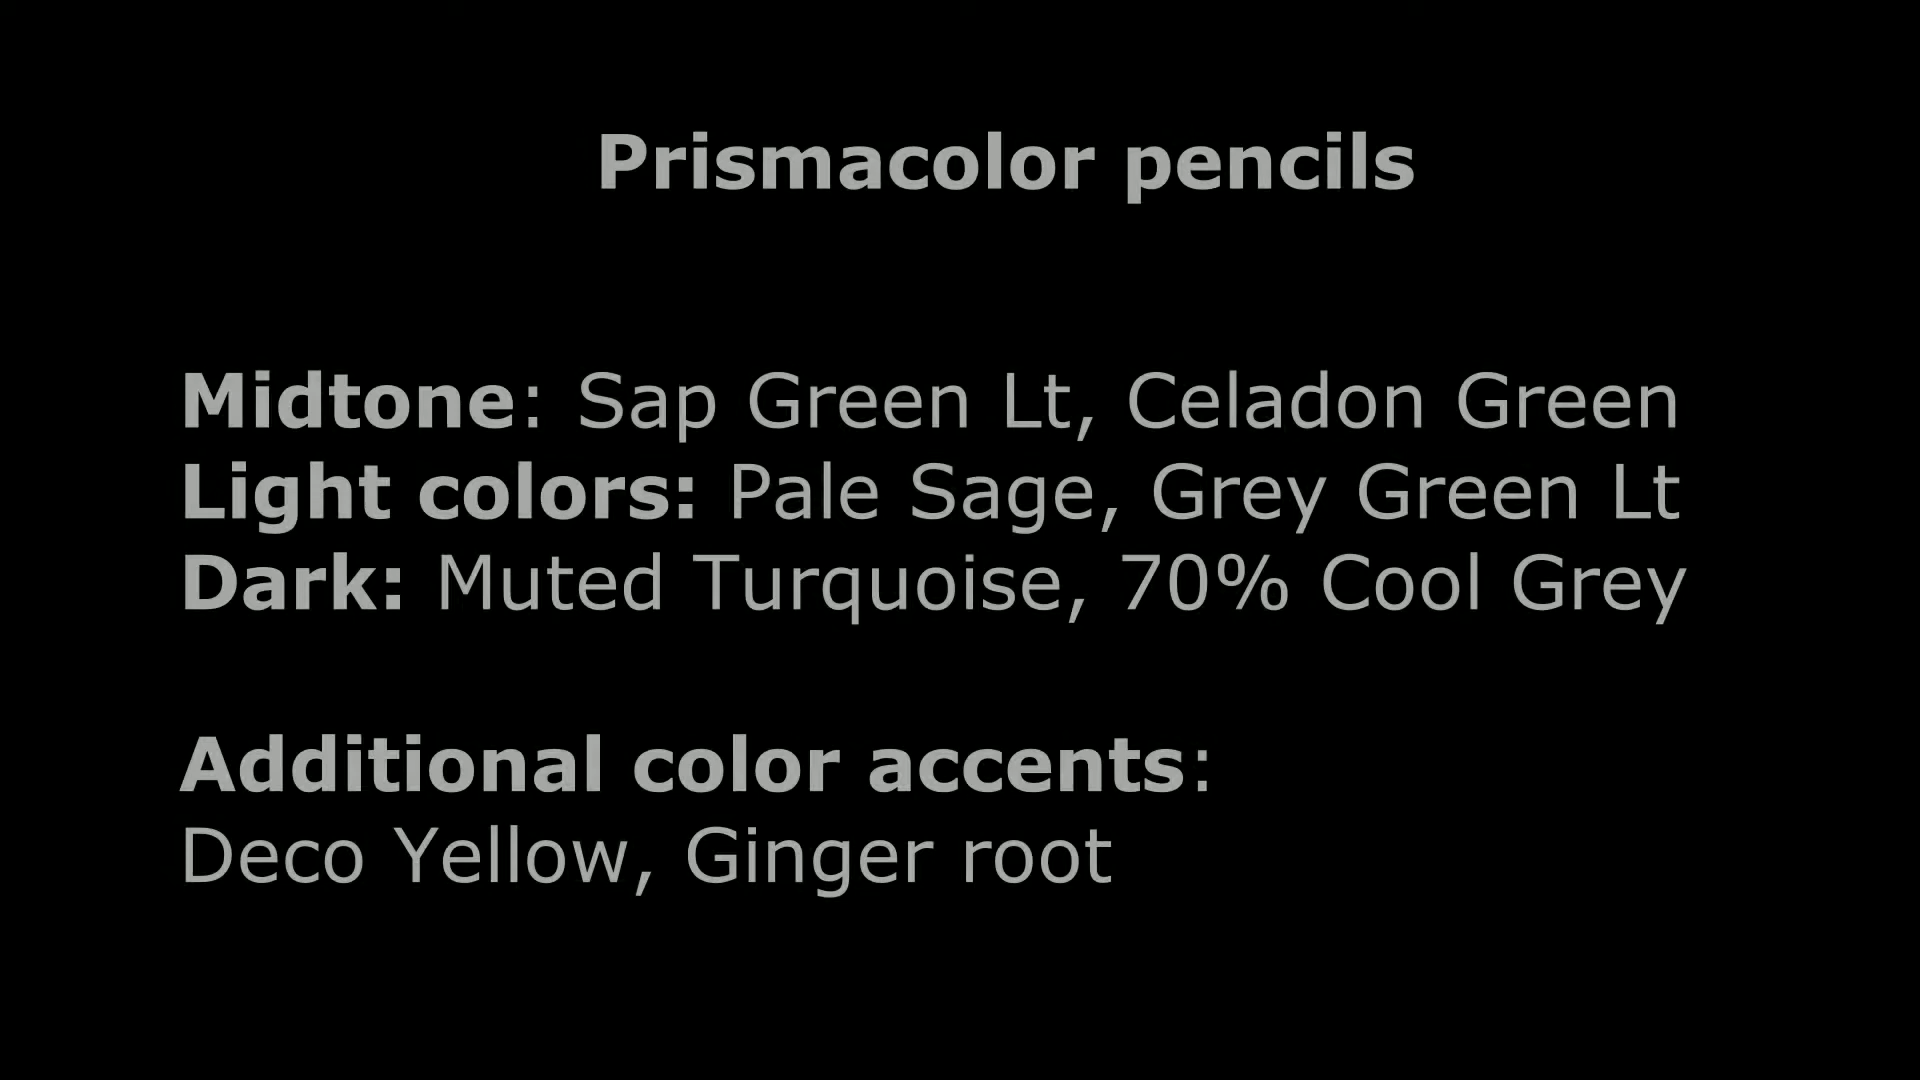 Prismacolor pencils
Midtone: Sap Green Lt, Celadon Green
Light colors: Pale Sage, Grey Green Lt
Dark: Muted Turquoise, 70% Cool Grey
Additional color accents:
Deco Yellow, Ginger root